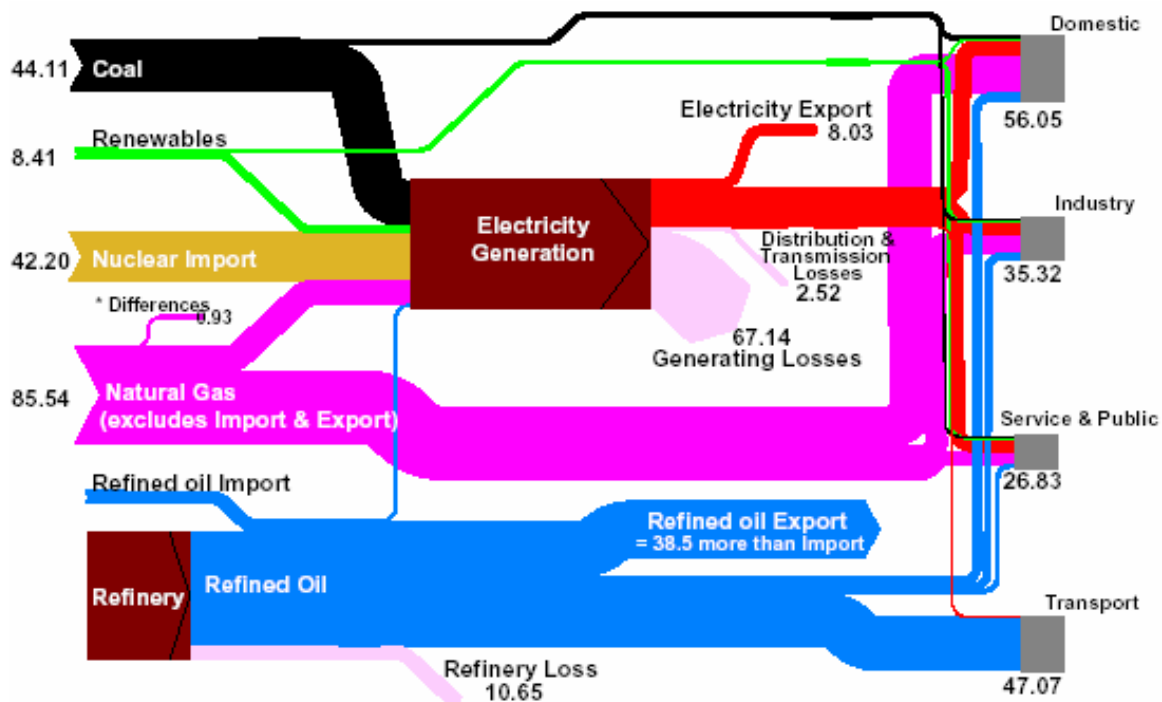 Domestic
44.11
Coal
Electricity Export
8.03
56.05
Renewables
8.41
Industry
Electricity
Generation
Distribution &
Transmission
Losses
2.52
35.32
42.20
Nuclear Import
* Differences
0.93
67.14
Generating Losses
85.54
Natural Gas
(excludes Import & Export)
Service & Public
26.83
Refined oil Import
Refined oil Export
= 38.5 more than Import
Refinery
Refined Oil
Transport
Refinery Loss
10.65
47.07